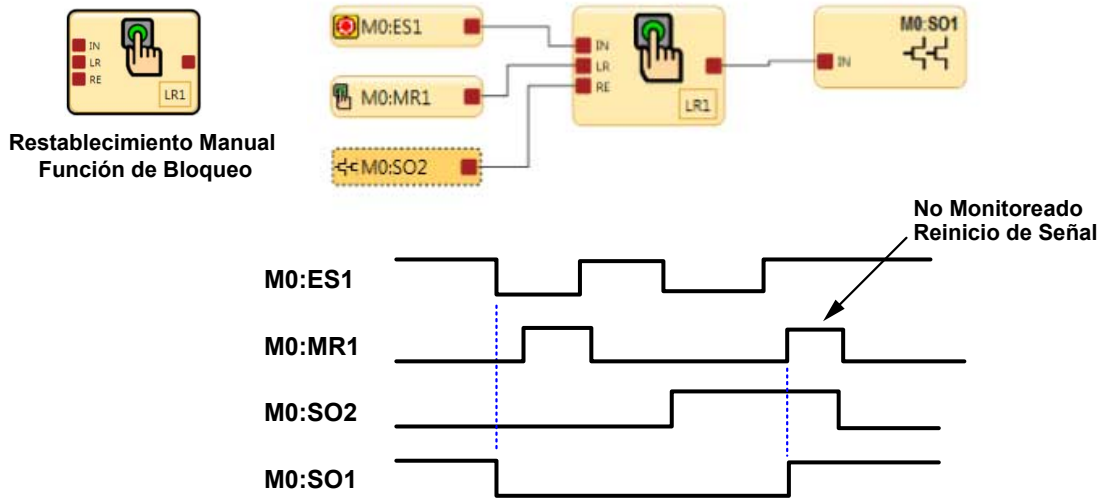 IN
LR
RE
LR1
Restablecimiento Manual
Función de Bloqueo
M0:ES1
M0:MR1
M0:SO2
IN
LR
RE
LR1
M0:SO1
IN
No Monitoreado
Reinicio de Señal
M0:ES1
M0:MR1
M0:SO2
M0:SO1